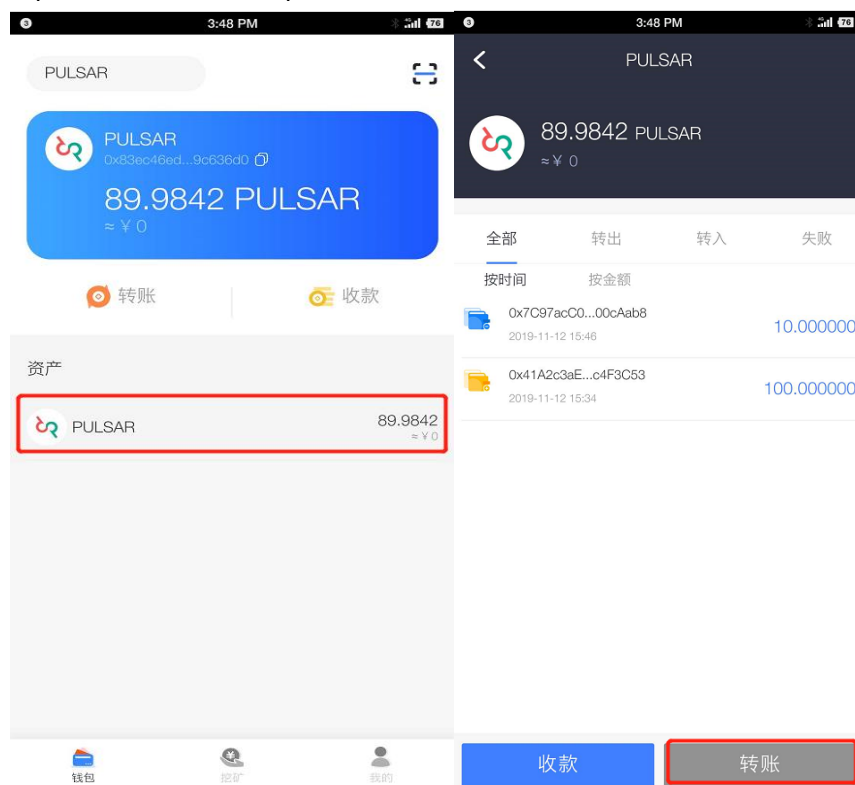 3:48 PM
76
PULSAR
PULSAR
0x83ec46ed...9c636d0
89.9842 PULSAR
≈ ¥ 0
转账
收款
资产
PULSAR
89.9842
≈ ¥ 0
钱包
挖矿
我的
3:48 PM
76
PULSAR
89.9842 PULSAR
≈ ¥ 0
全部 转出 转入 失败
按时间 按金额
0x7C97acC0...00cAab8
10.000000
2019-11-12 15:46
0x41A2c3aE...c4F3C53
100.000000
2019-11-12 15:34
收款
转账